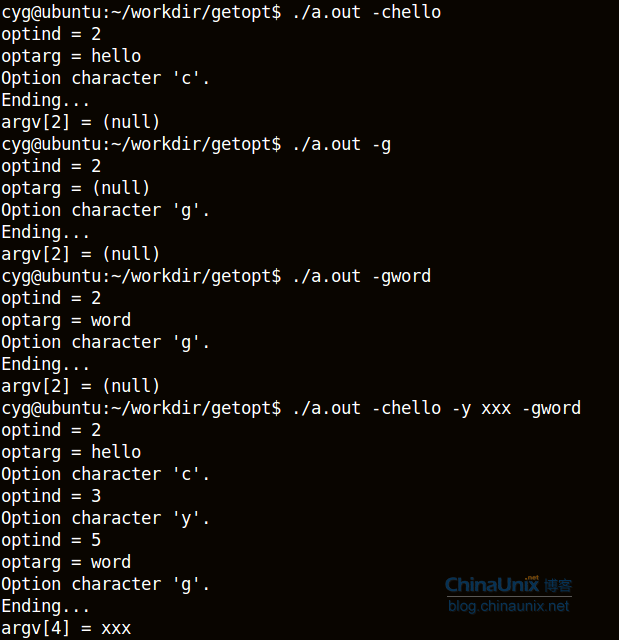 cyg@ubuntu:~/workdir/getopt$ ./a.out -chello
optind = 2
optarg = hello
Option character 'c'.
Ending...
argv[2] = (null)
cyg@ubuntu:~/workdir/getopt$ ./a.out -g
optind = 2
optarg = (null)
Option character 'g'.
Ending...
argv[2] = (null)
cyg@ubuntu:~/workdir/getopt$ ./a.out -gword
optind = 2
optarg = word
Option character 'g'.
Ending...
argv[2] = (null)
cyg@ubuntu:~/workdir/getopt$ ./a.out -chello -y xxx -gword
optind = 2
optarg = hello
Option character 'c'.
optind = 3
Option character 'y'.
optind = 5
optarg = word
Option character 'g'.
Ending...
argv[4] = xxx
ChinaUnix.net 博客
blog.chinaunix.net